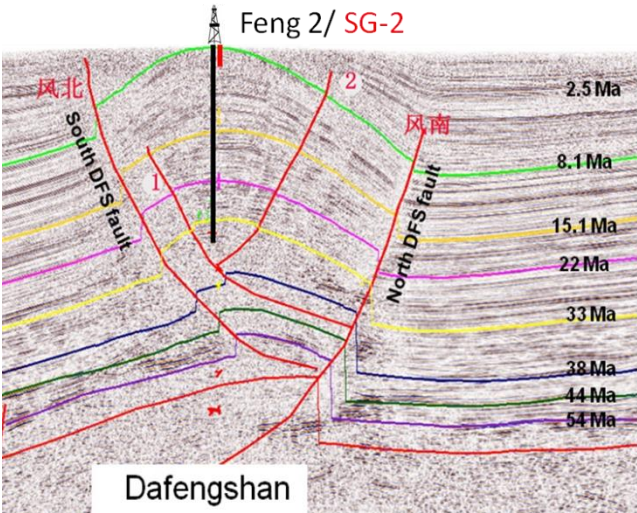 Feng 2/ SG-2
风北
2
2.5 Ma
风南
South DFS fault
8.1 Ma
1
North DFS fault
15.1 Ma
22 Ma
33 Ma
38 Ma
44 Ma
54 Ma
Dafengshan